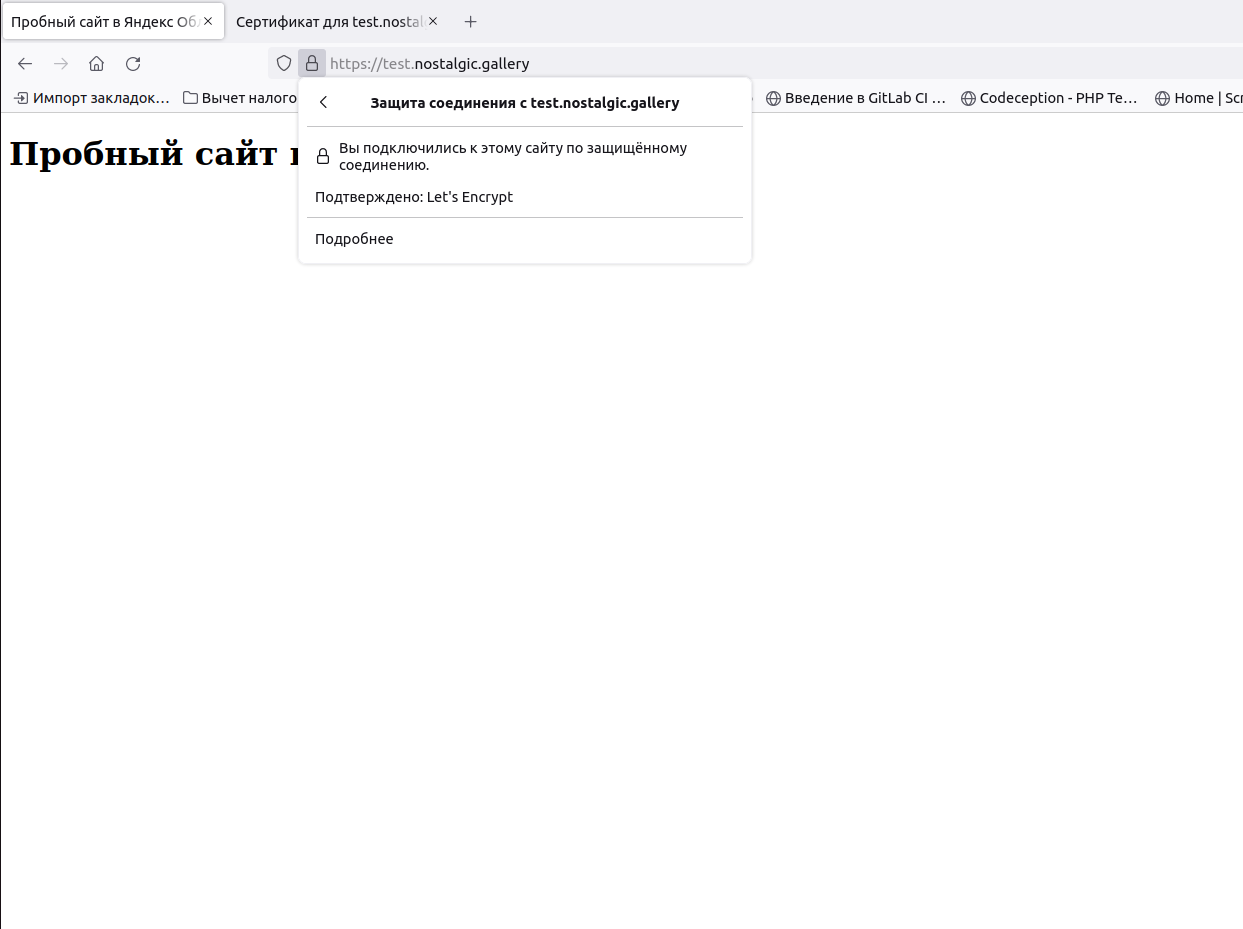 Пробный сайт в Яндекс Об
Сертификат для test.nostal
https://test.nostalgic.gallery
Импорт закладок… Вычет налого Введение в GitLab CI … Codeception - PHP Te… Home | Scr
Защита соединения с test.nostalgic.gallery
Пробный сайт
Вы подключились к этому сайту по защищённому
соединению.
Подтверждено: Let's Encrypt
Подробнее